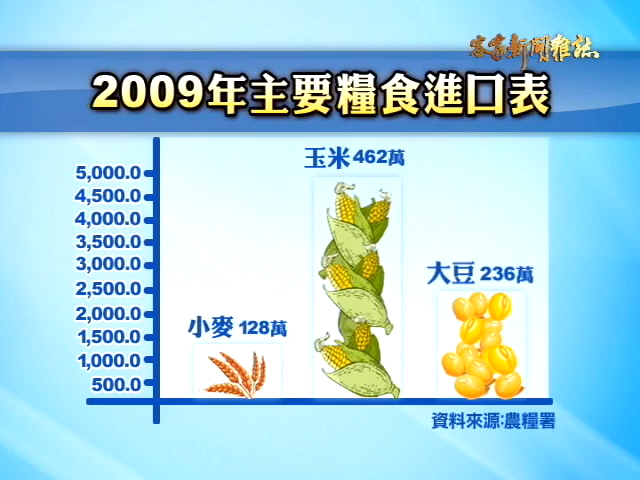 客家新聞雜誌
2009年主要糧食進口表
5,000.0
4,500.0
4,000.0
3,500.0
3,000.0
2,500.0
2,000.0
1,500.0
1,000.0
500.0
玉米 462萬
大豆 236萬
小麥 128萬
資料來源:農糧署